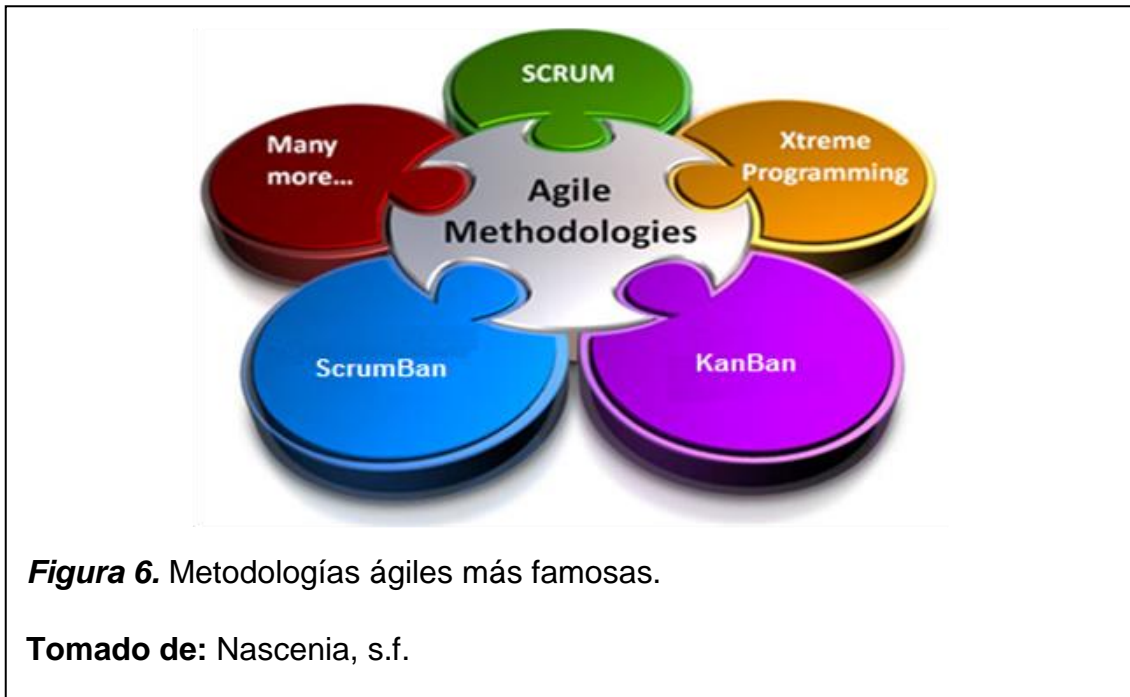 SCRUM
Many
more...
Xtreme
Programming
Agile
Methodologies
ScrumBan
KanBan
Figura 6. Metodologías ágiles más famosas.
Tomado de: Nascenia, s.f.